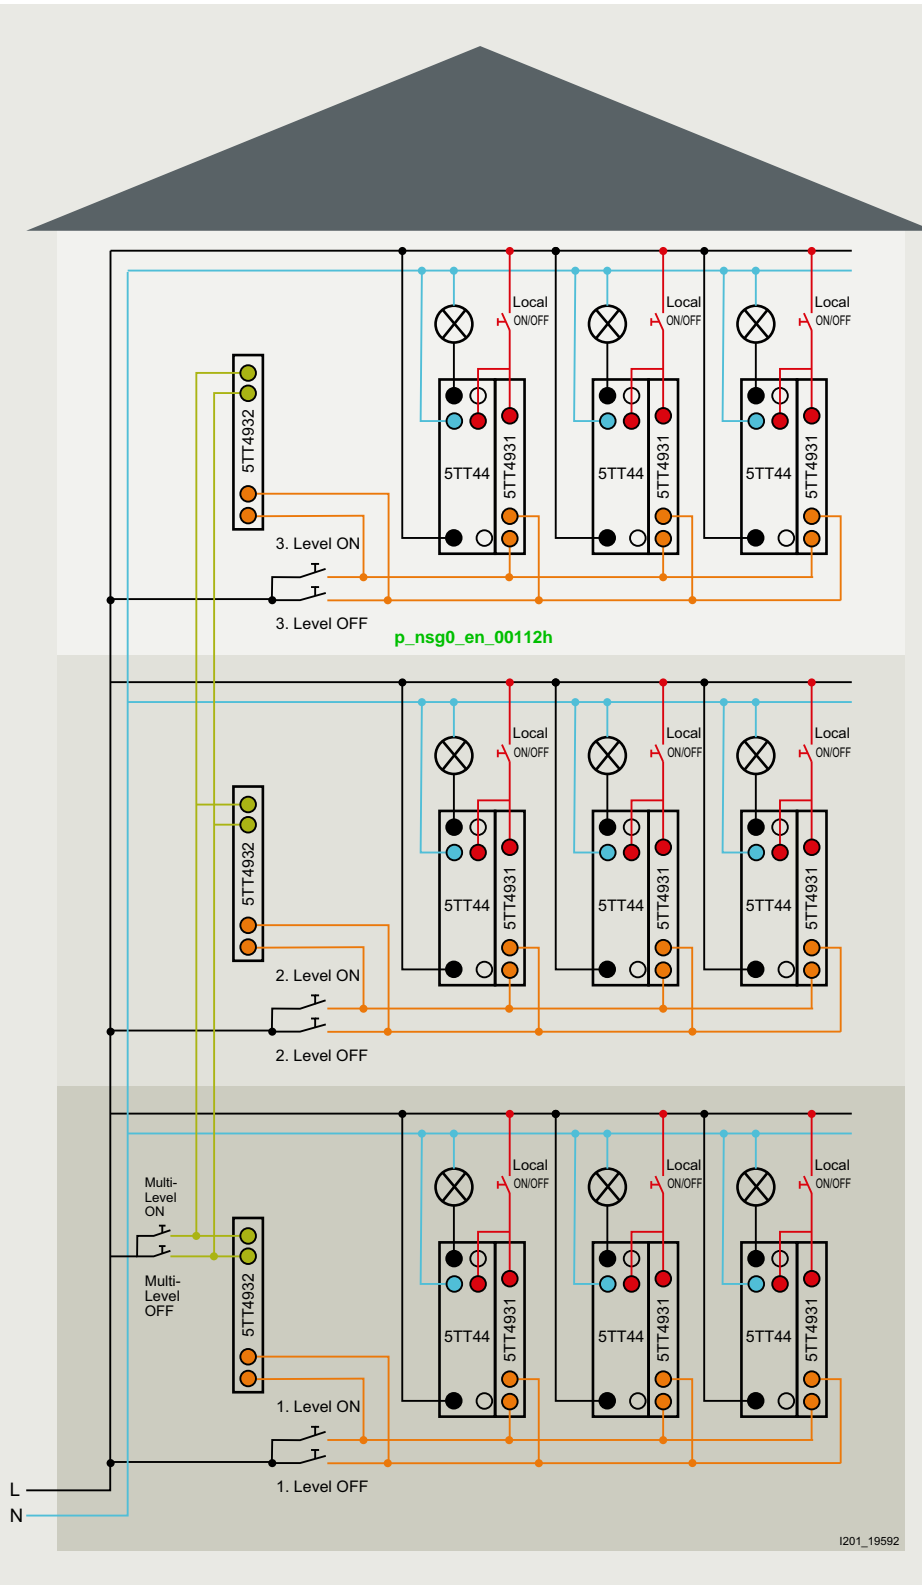 Local Local Local
ON/OFF ON/OFF ON/OFF
5TT4932
5TT44 5TT4931 5TT44 5TT4931 5TT44 5TT4931
3. Level ON
3. Level OFF
p_nsg0_en_00112h
Local Local Local
ON/OFF ON/OFF ON/OFF
5TT4932
5TT44 5TT4931 5TT44 5TT4931 5TT44 5TT4931
2. Level ON
2. Level OFF
Local Local Local
ON/OFF ON/OFF ON/OFF
Multi-
Level
ON
Multi-
Level
OFF
5TT4932
5TT44 5TT4931 5TT44 5TT4931 5TT44 5TT4931
1. Level ON
1. Level OFF
L
N
I201_19592